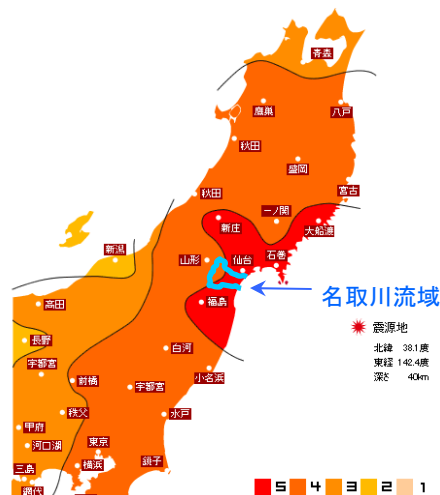 青森
鷹巣
八戸
秋田
盛岡
宮古
秋田
一ノ関
新庄
大船渡
新潟
山形
仙台
石巻
名取川流域
福島
高田
震源地
長野
白河
北緯 38.1度
東経 142.4度
深さ 40km
宇都宮
小名浜
前橋
宇都宮
秩父
水戸
甲府
河口湖
東京
三島
横浜
銚子
網代
5 4 3 2 1